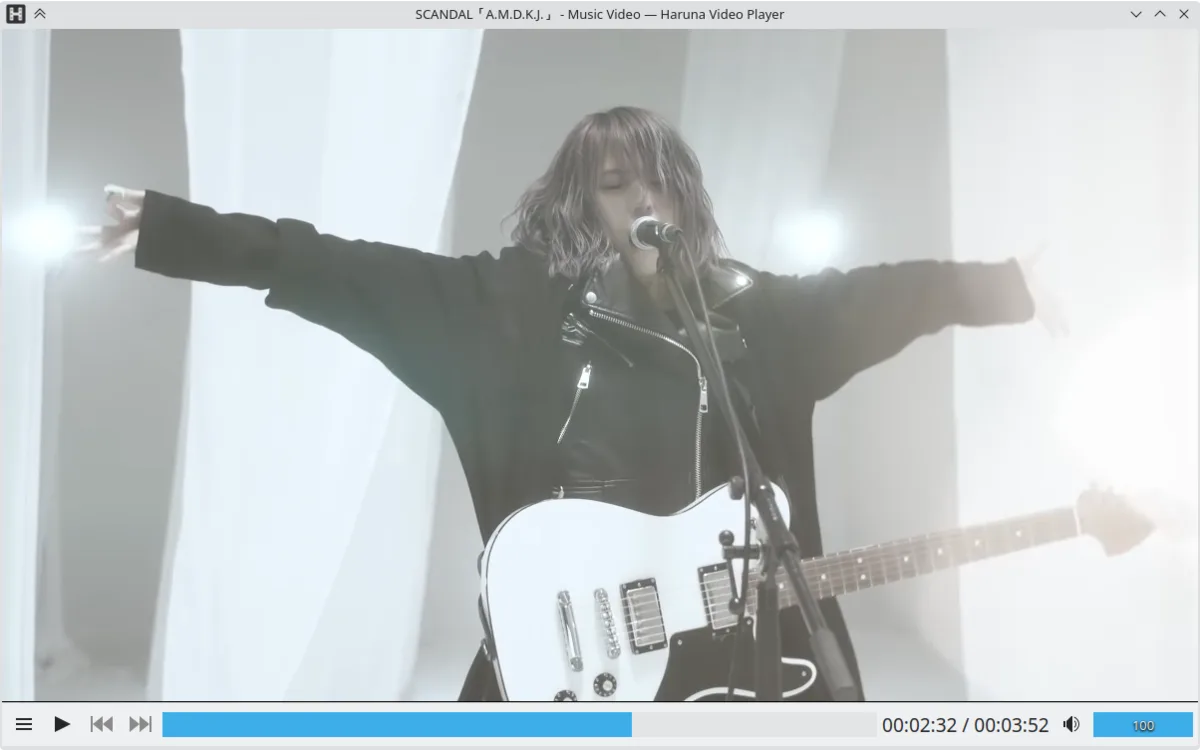 SCANDAL「A.M.D.K.J.」 - Music Video — Haruna Video Player
00:02:32 / 00:03:52
100